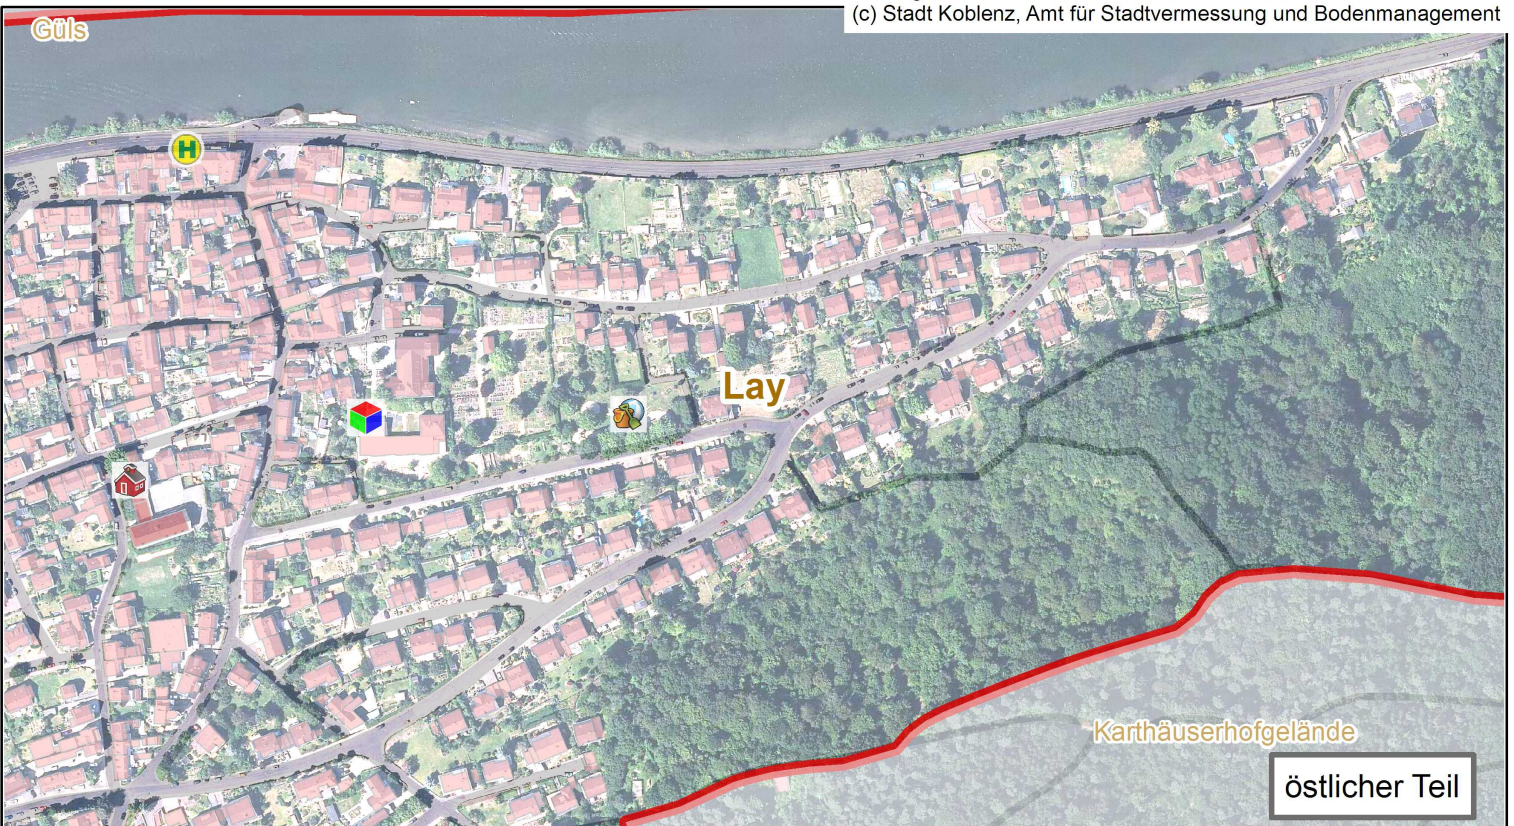 (c) Stadt Koblenz, Amt für Stadtvermessung und Bodenmanagement
Güls
H
Lay
Karthäuserhofgelände
östlicher Teil